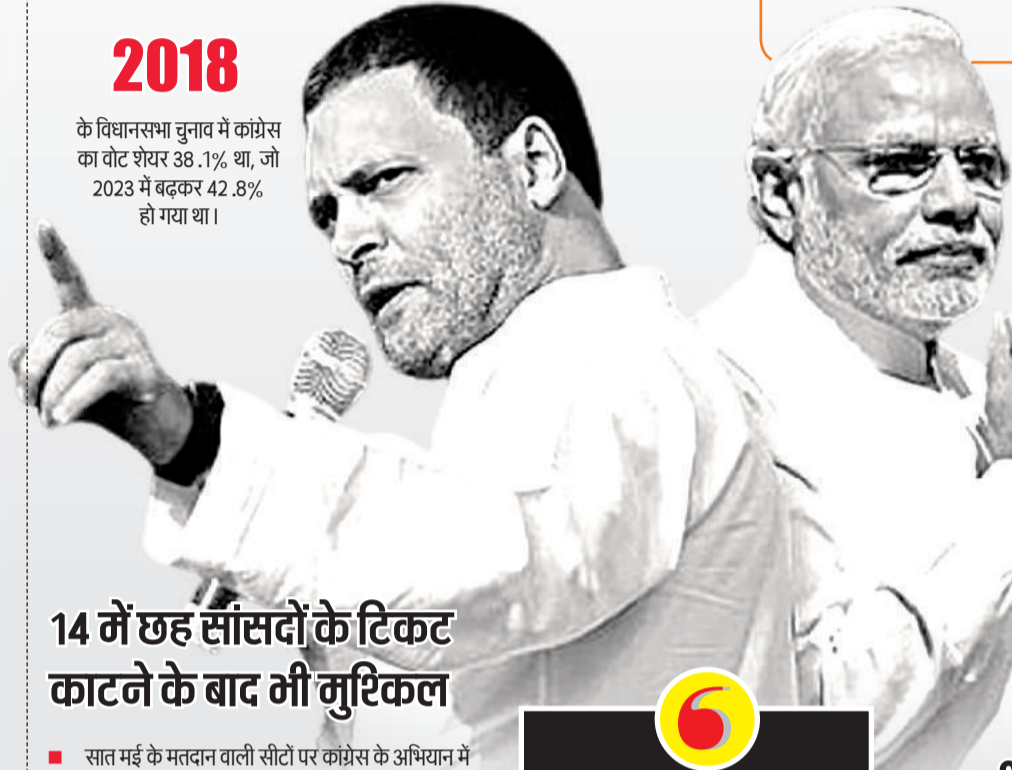 2018
के विधानसभा चुनाव में कांग्रेस
का वोट शेयर 38.1% था, जो
2023 में बढ़कर 42.8%
हो गया था।
14 में छह सांसदों के टिकट
काटने के बाद भी मुश्किल
सात मई के मतदान वाली सीटों पर कांग्रेस के अभियान में